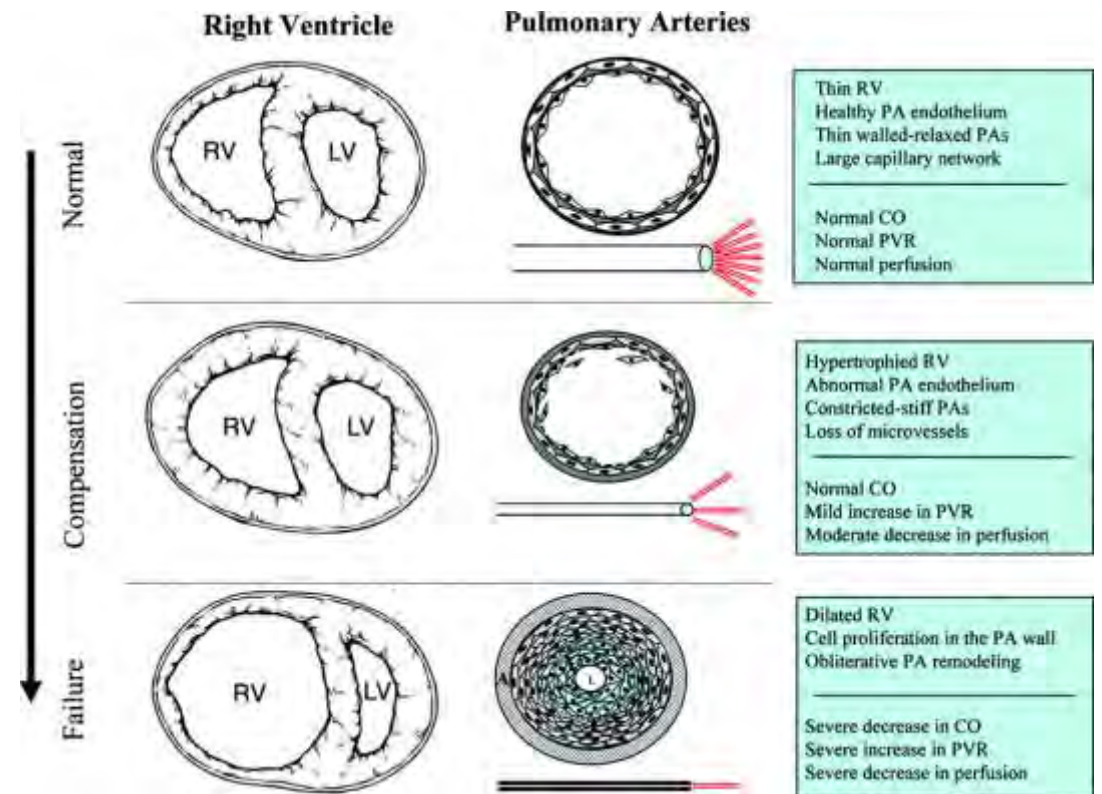 Right Ventricle
Pulmonary Arteries
Normal
RV
LV
Thin RV
Healthy PA endothelium
Thin walled-relaxed PAs
Large capillary network
Normal CO
Normal PVR
Normal perfusion
Compensation
RV
LV
Hypertrophied RV
Abnormal PA endothelium
Constricted-stiff PAs
Loss of microvessels
Normal CO
Mild increase in PVR
Moderate decrease in perfusion
Failure
RV
LV
A
L
Dilated RV
Cell proliferation in the PA wall
Obliterative PA remodeling
Severe decrease in CO
Severe increase in PVR
Severe decrease in perfusion